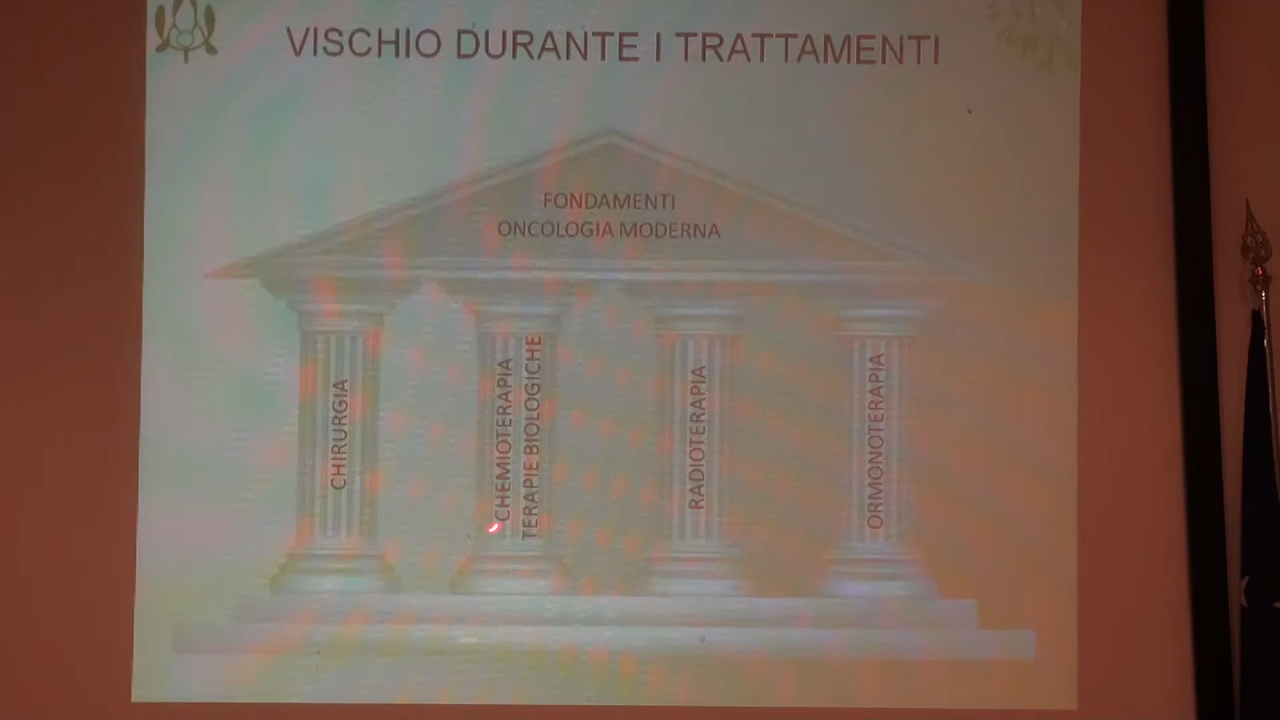 VISCHIO DURANTE I TRATTAMENTI
FONDAMENTI
ONCOLOGIA MODERNA
CHIRURGIA
CHEMIOTERAPIA
TERAPIE BIOLOGICHE
RADIOTERAPIA
ORMONOTERAPIA